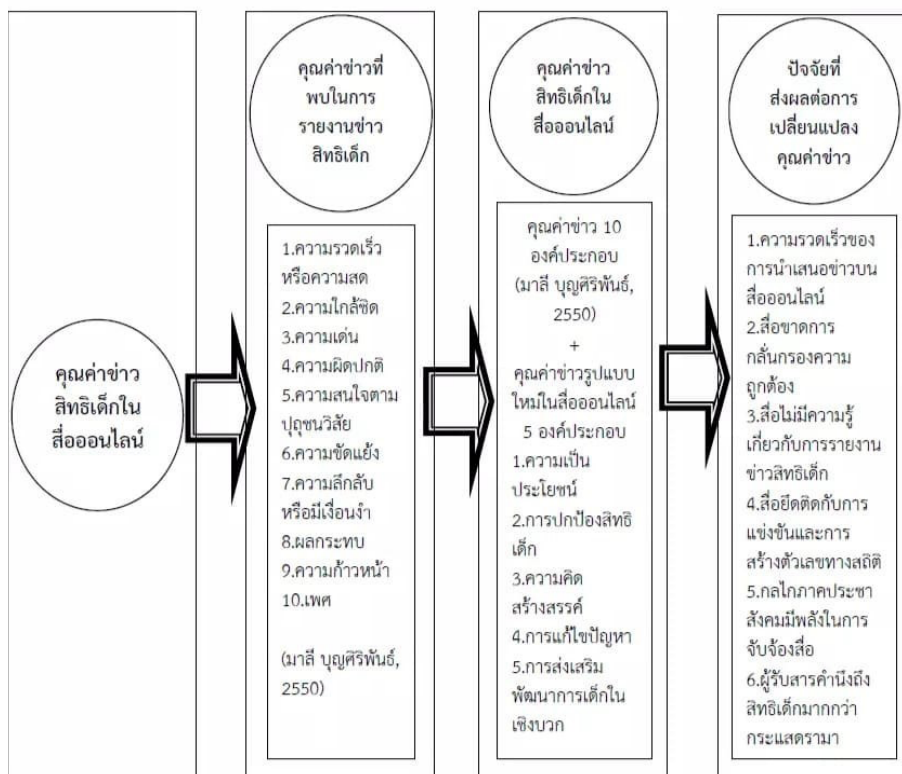 คุณค่าข่าว
สิทธิเด็กใน
สื่อออนไลน์
คุณค่าข่าวที่
พบในการ
รายงานข่าว
สิทธิเด็ก
1.ความรวดเร็ว
หรือความสด
2.ความใกล้ชิด
3.ความเด่น
4.ความผิดปกติ
5.ความสนใจตาม
ปุถุชนวิสัย
6.ความขัดแย้ง
7.ความลึกลับ
หรือมีเงื่อนงำ
8.ผลกระทบ
9.ความก้าวหน้า
10.เพศ
(มาลี บุญศิริพันธ์,
2550)
คุณค่าข่าว
สิทธิเด็กใน
สื่อออนไลน์
คุณค่าข่าว 10
องค์ประกอบ
(มาลี บุญศิริพันธ์,
2550)
+
คุณค่าข่าวรูปแบบ
ใหม่ในสื่อออนไลน์
5 องค์ประกอบ
1.ความเป็น
ประโยชน์
2.การปกป้องสิทธิ
เด็ก
3.ความคิด
สร้างสรรค์
4.การแก้ไขปัญหา
5.การส่งเสริม
พัฒนาการเด็กใน
เชิงบวก
ปัจจัยที่
ส่งผลต่อการ
เปลี่ยนแปลง
คุณค่าข่าว
1.ความรวดเร็วของ
การนำเสนอข่าวบน
สื่อออนไลน์
2.สื่อขาดการ
กลั่นกรองความ
ถูกต้อง
3.สื่อไม่มีความรู้
เกี่ยวกับการรายงาน
ข่าวสิทธิเด็ก
4.สื่อยึดติดกับการ
แข่งขันและการ
สร้างตัวเลขทางสถิติ
5.กลไกภาคประชา
สังคมมีพลังในการ
จับจ้องสื่อ
6.ผู้รับสารคำนึงถึง
สิทธิเด็กมากกว่า
กระแสดรามา